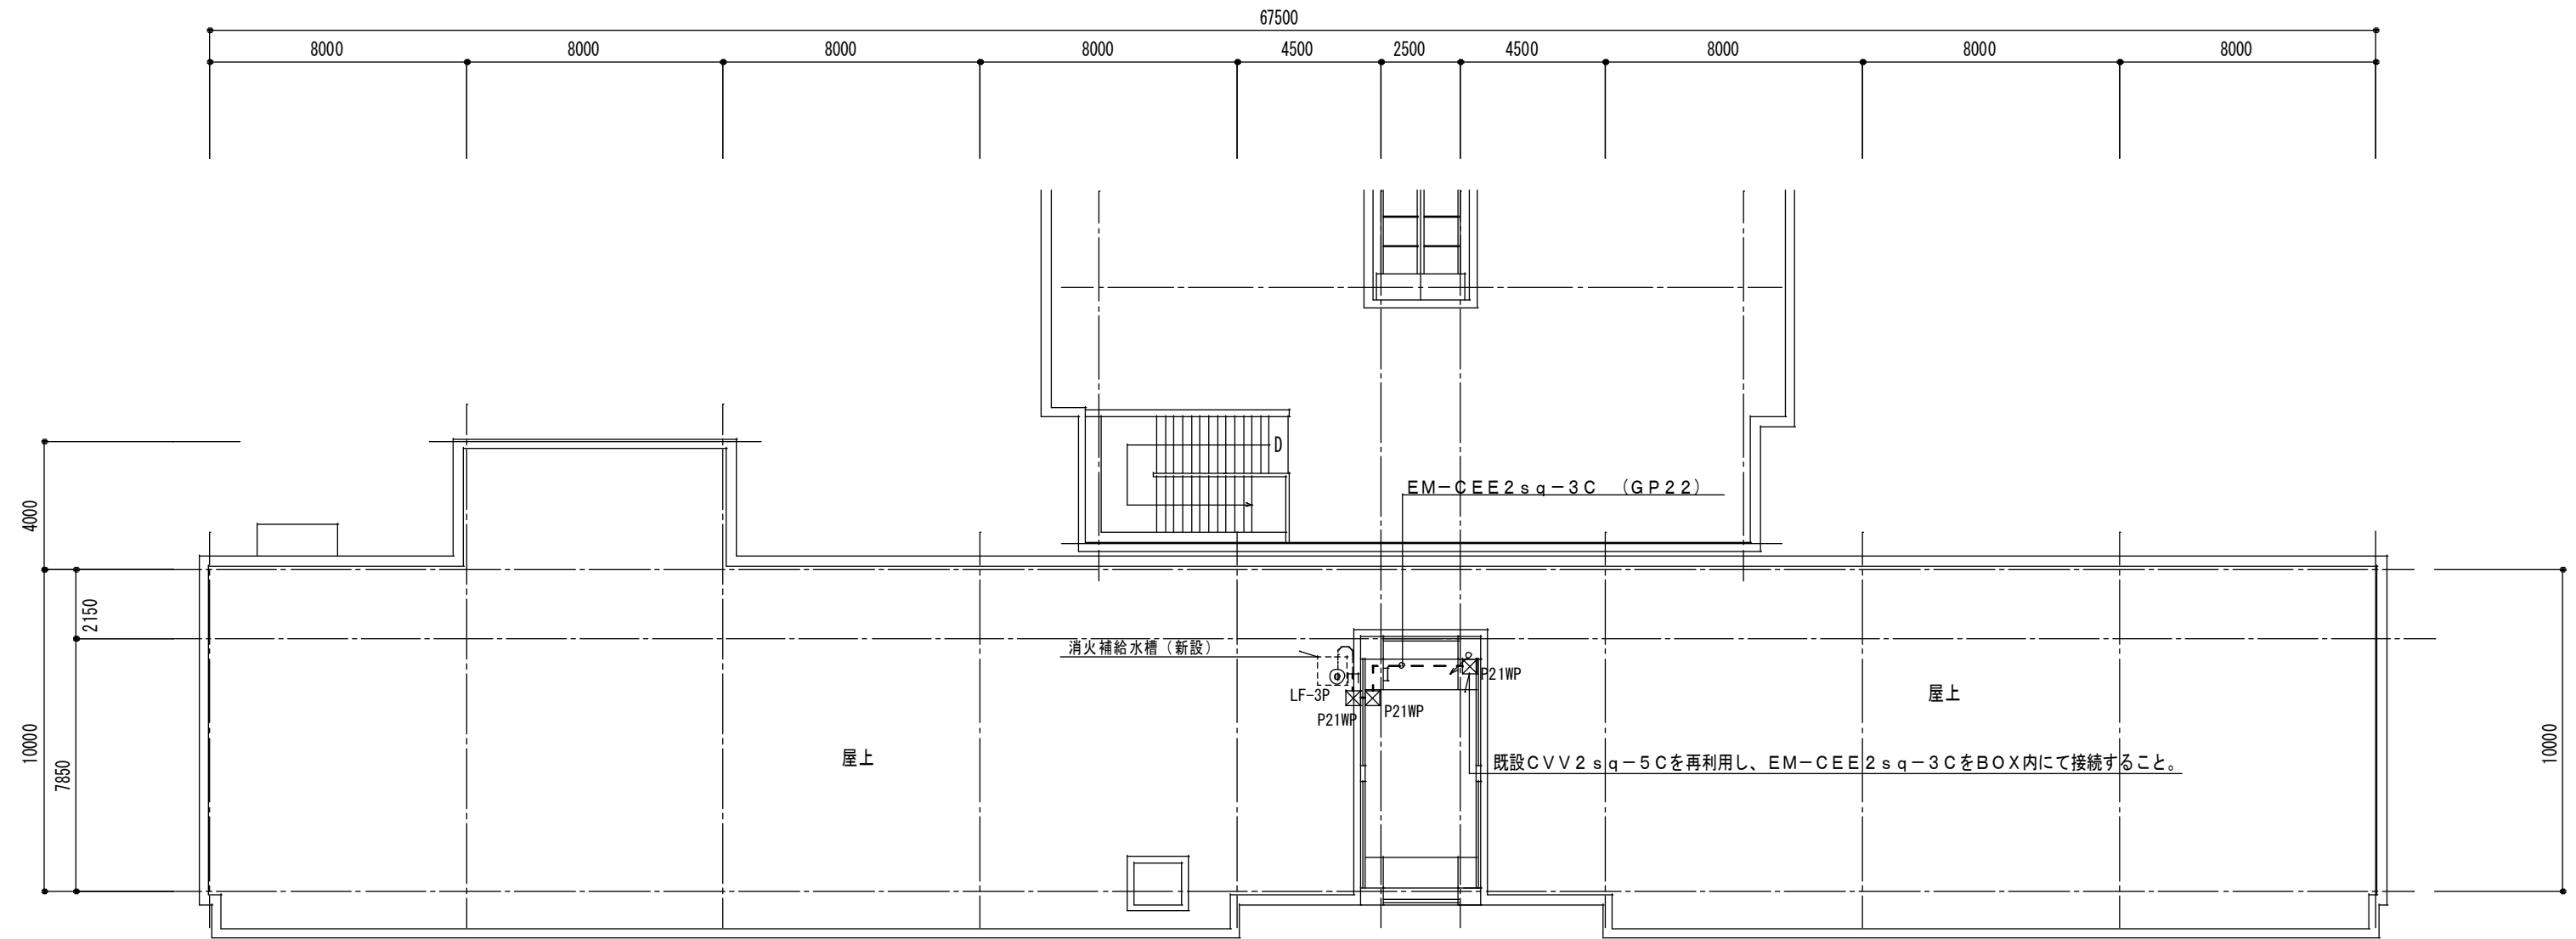 67500
8000
8000
8000
8000
4500
2500
4500
8000
8000
8000
D
EM－CEE2ｓｑ－3C （GP22）
4000
2150
消火補給水槽（新設）
P21WP
LF-3P
屋上
P21WP
P21WP
10000
10000
屋上
7850
既設CVV2ｓｑ－5Cを再利用し、EM－CEE2ｓｑ－3CをBOX内にて接続すること。